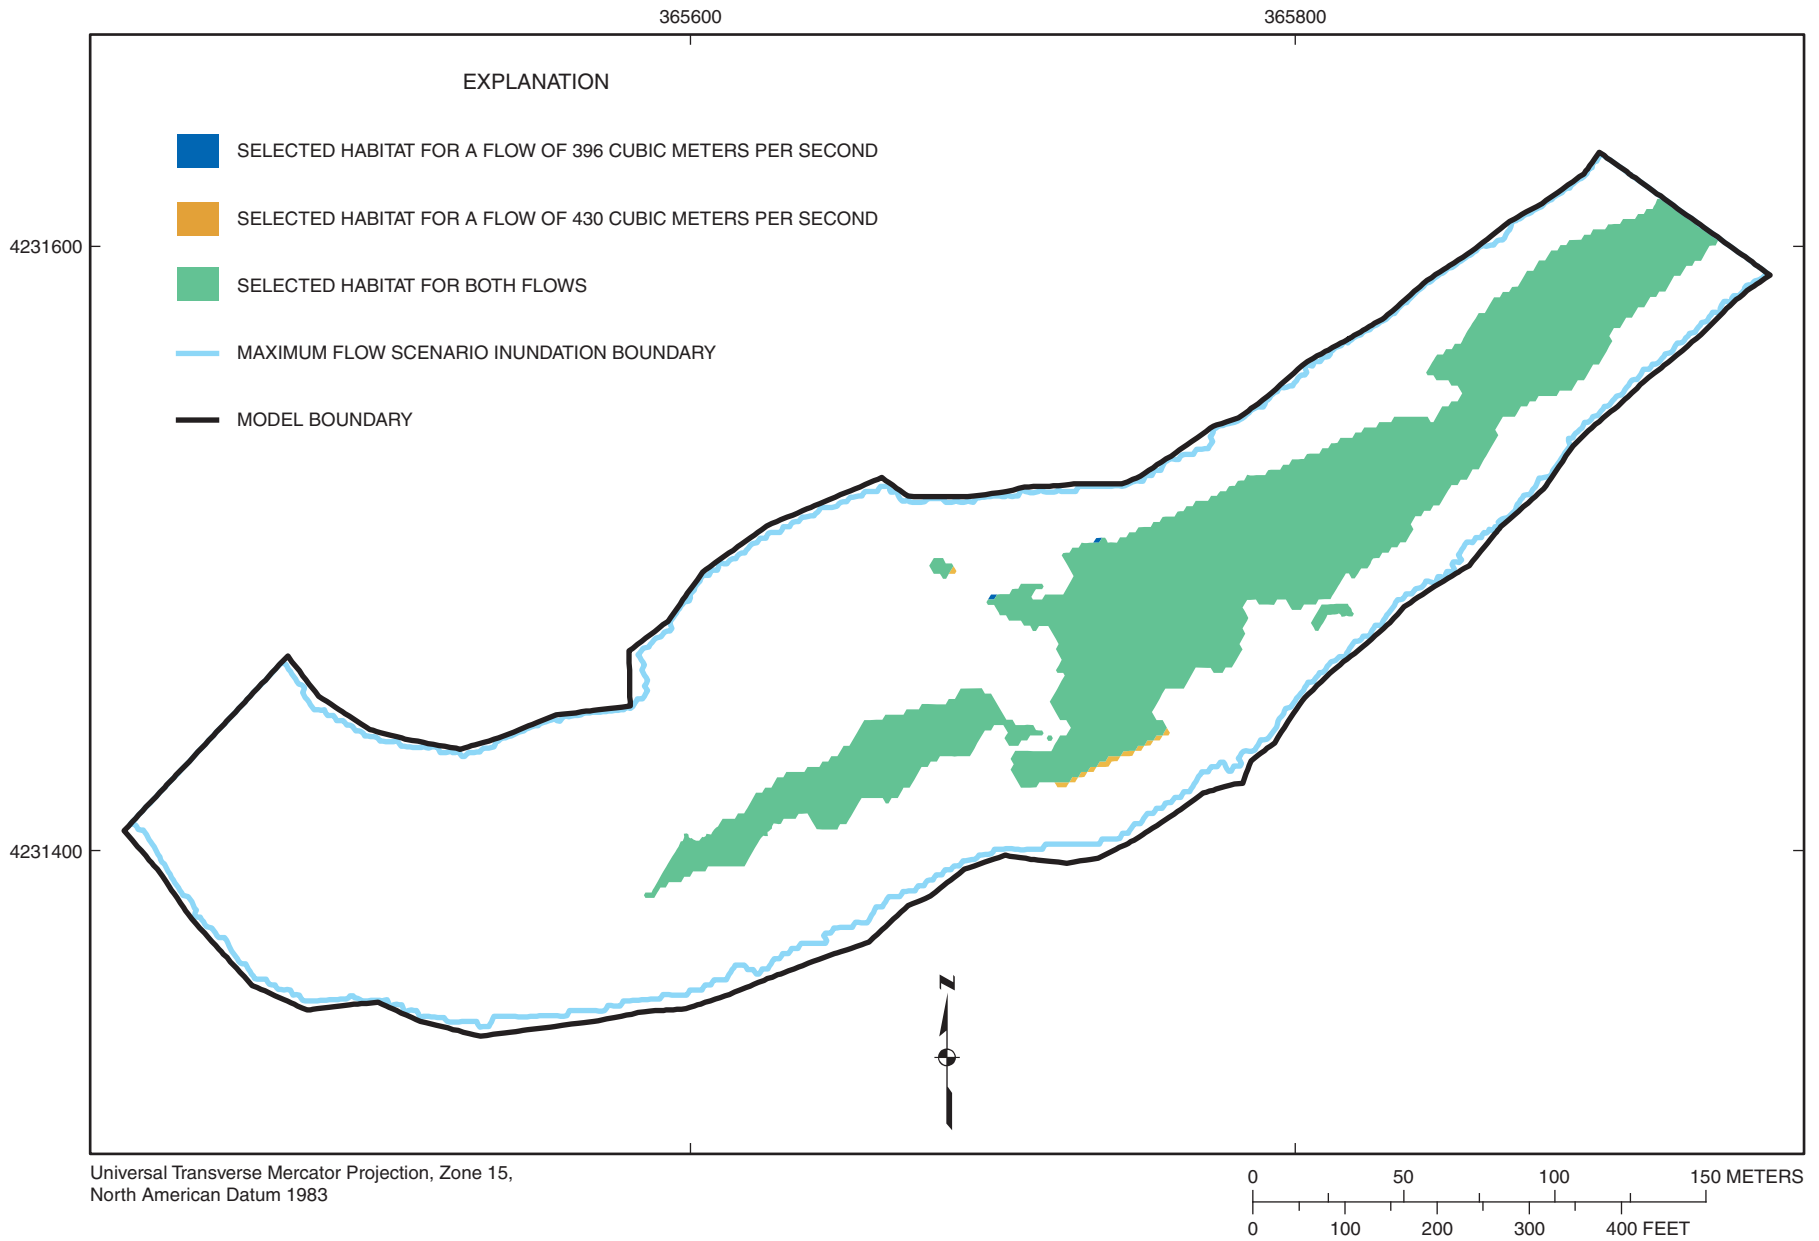 365600
365800
EXPLANATION
SELECTED HABITAT FOR A FLOW OF 396 CUBIC METERS PER SECOND
SELECTED HABITAT FOR A FLOW OF 430 CUBIC METERS PER SECOND
4231600
SELECTED HABITAT FOR BOTH FLOWS
MAXIMUM FLOW SCENARIO INUNDATION BOUNDARY
MODEL BOUNDARY
4231400
N
Universal Transverse Mercator Projection, Zone 15,
North American Datum 1983
0 50 100 150 METERS
0 100 200 300 400 FEET